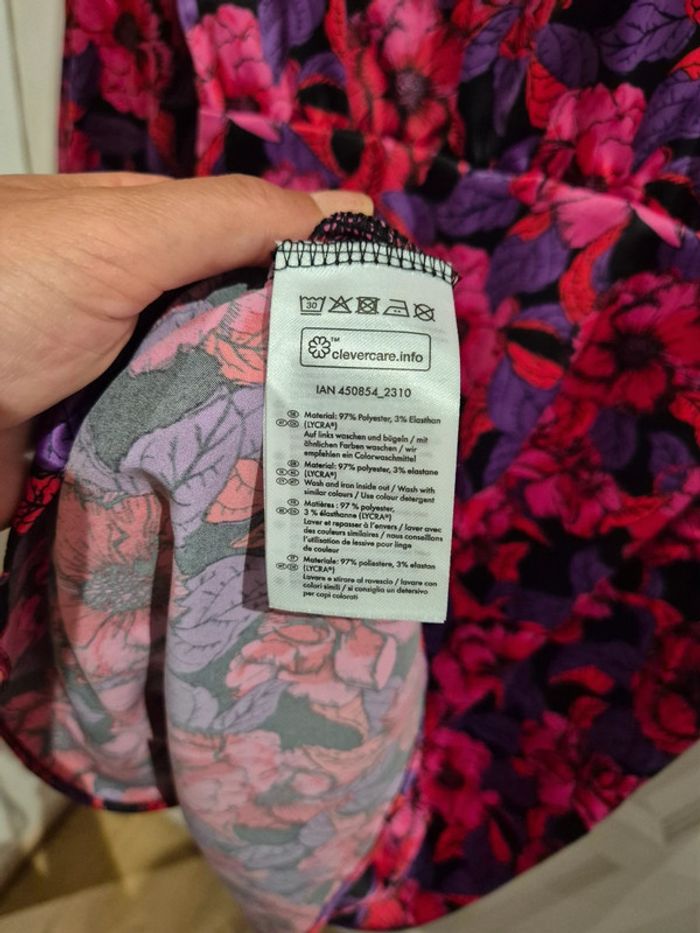 30
™
clevercare.info
IAN 450854_2310
Material: 97% Polyester, 3% Elasthan
(LYCRA®)
Auf links waschen und bügeln / mit
ähnlichen Farben waschen / wir
empfehlen ein Colorwaschmittel
Material: 97% polyester, 3% elastane
(LYCRA®)
Wash and iron inside out / Wash with
similar colours / Use colour detergent
Matières : 97 % polyester,
3 % élasthanne (LYCRA®)
Laver et repasser à l'envers / laver avec
des couleurs similaires / nous conseillons
l'utilisation de lessive pour linge
de couleur
Materiale: 97% poliestere, 3% elastan
(LYCRA®)
Lavare e stirare al rovescio / lavare con
colori simili / si consiglia un detersivo
per capi colorati